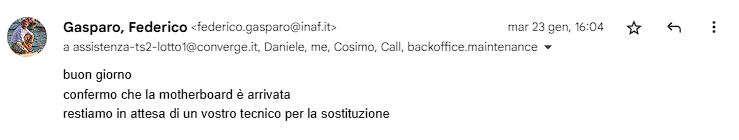 Gasparo, Federico <federico.gasparo@inaf.it> mar 23 gen, 16:04
a assistenza-ts2-lotto1@converge.it, Daniele, me, Cosimo, Call, backoffice.maintenance
buon giorno
confermo che la motherboard è arrivata
restiamo in attesa di un vostro tecnico per la sostituzione